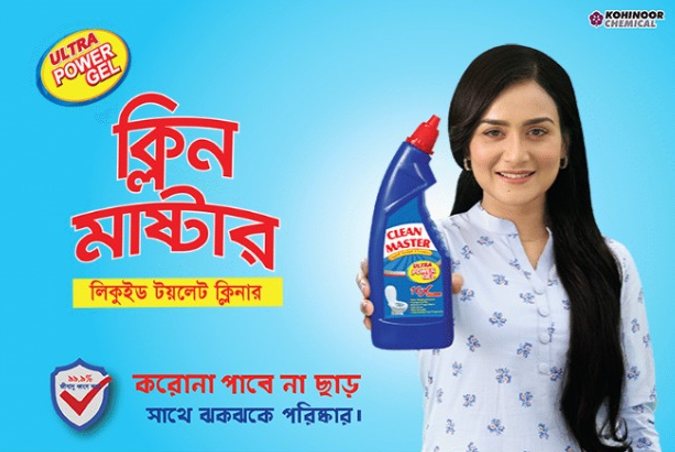 KOHINOOR
CHEMICAL
ULTRA
POWER
GEL
ক্লিন
মাষ্টার
লিকুইড টয়লেট ক্লিনার
CLEAN
MASTER
ULTRA
POWER
GEL
৯৯.৯%
করোনা পাবে না ছাড়
সাথে ঝকঝকে পরিষ্কার।